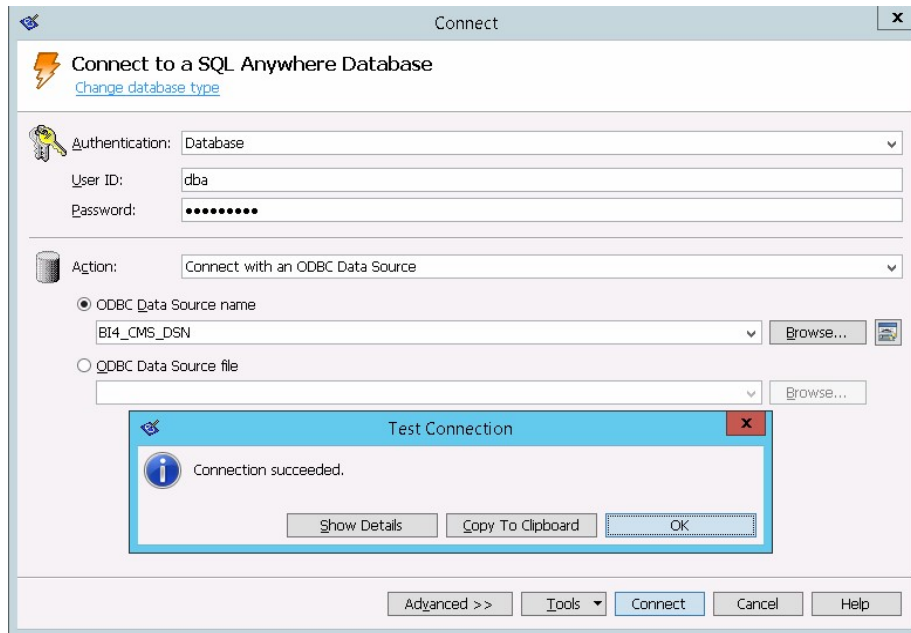 Connect
x
Connect to a SQL Anywhere Database
Change database type
Authentication: Database
User ID: dba
Password: •••••••••
Action: Connect with an ODBC Data Source
ODBC Data Source name
BI4_CMS_DSN Browse...
ODBC Data Source file
Browse...
Test Connection
x
Connection succeeded.
Show Details Copy To Clipboard OK
Advanced >> Tools Connect Cancel Help